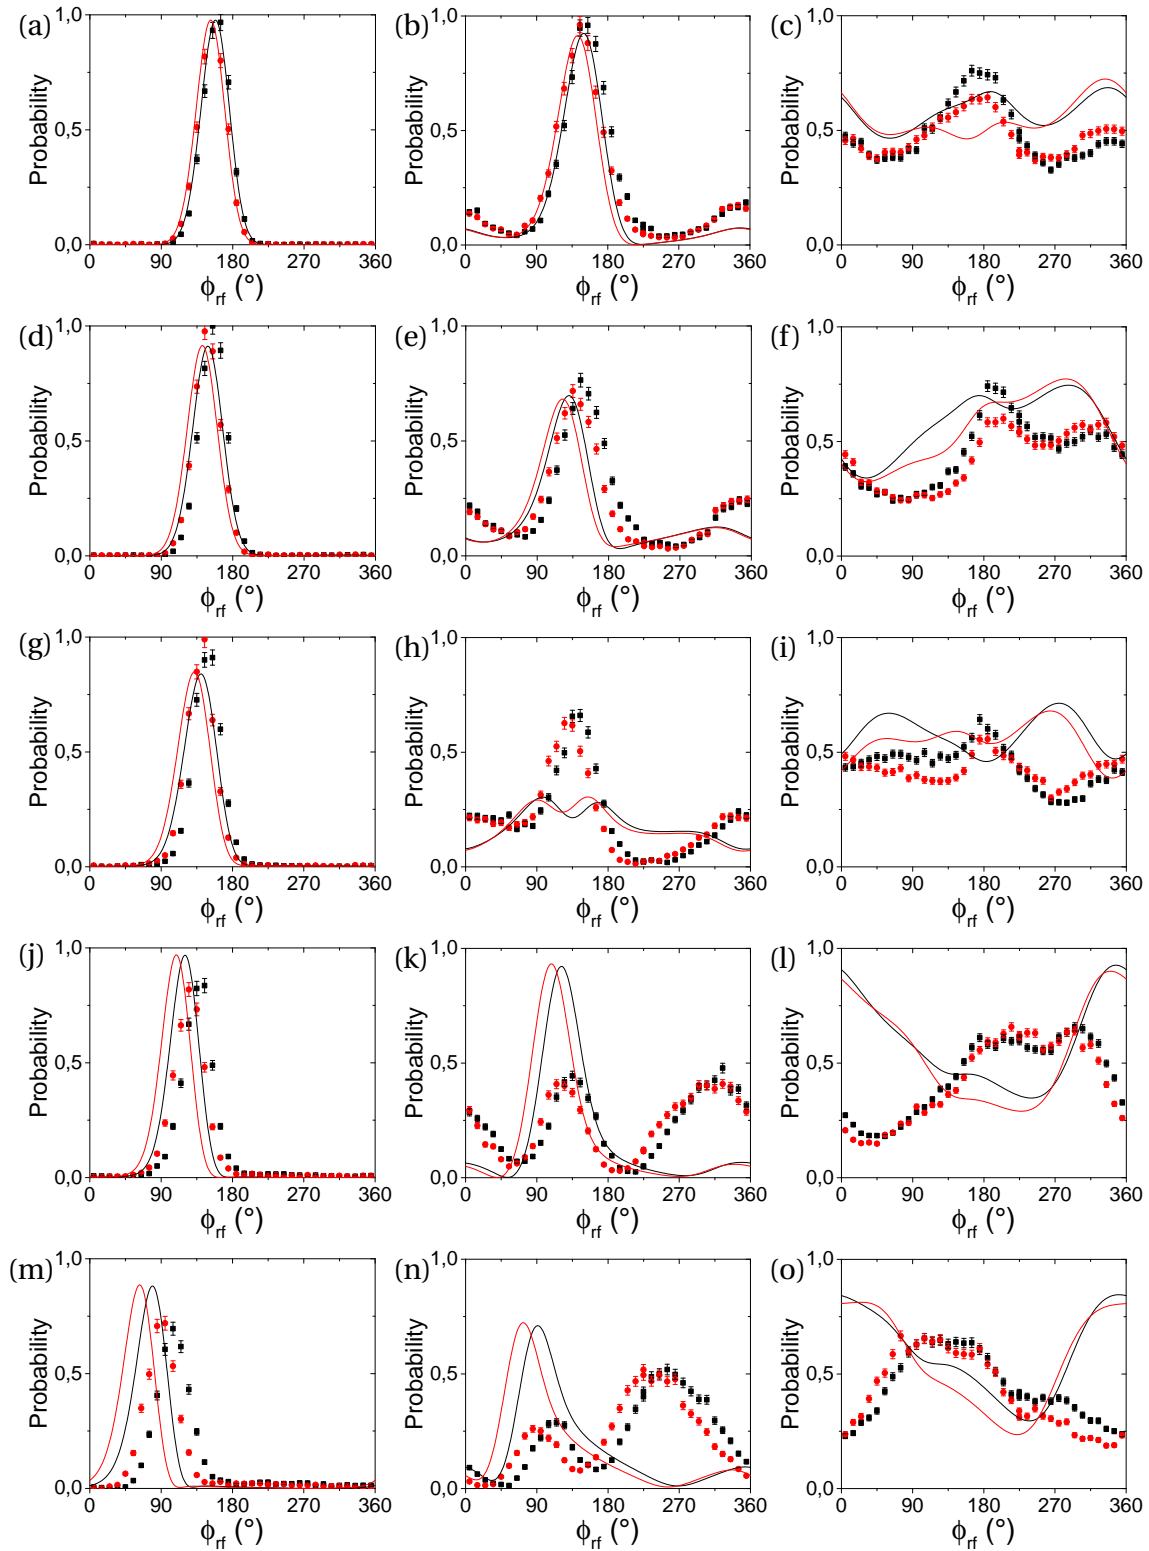 (a) (b) (c)
1,0 1,0 1,0
Probability Probability Probability
0,5 0,5 0,5
0,0 0,0 0,0
0 90 180 270 360 0 90 180 270 360 0 90 180 270 360
ϕrf (°) ϕrf (°) ϕrf (°)
(d) (e) (f)
1,0 1,0 1,0
Probability Probability Probability
0,5 0,5 0,5
0,0 0,0 0,0
0 90 180 270 360 0 90 180 270 360 0 90 180 270 360
ϕrf (°) ϕrf (°) ϕrf (°)
(g) (h) (i)
1,0 1,0 1,0
Probability Probability Probability
0,5 0,5 0,5
0,0 0,0 0,0
0 90 180 270 360 0 90 180 270 360 0 90 180 270 360
ϕrf (°) ϕrf (°) ϕrf (°)
(j) (k) (l)
1,0 1,0 1,0
Probability Probability Probability
0,5 0,5 0,5
0,0 0,0 0,0
0 90 180 270 360 0 90 180 270 360 0 90 180 270 360
ϕrf (°) ϕrf (°) ϕrf (°)
(m) (n) (o)
1,0 1,0 1,0
Probability Probability Probability
0,5 0,5 0,5
0,0 0,0 0,0
0 90 180 270 360 0 90 180 270 360 0 90 180 270 360
ϕrf (°) ϕrf (°) ϕrf (°)